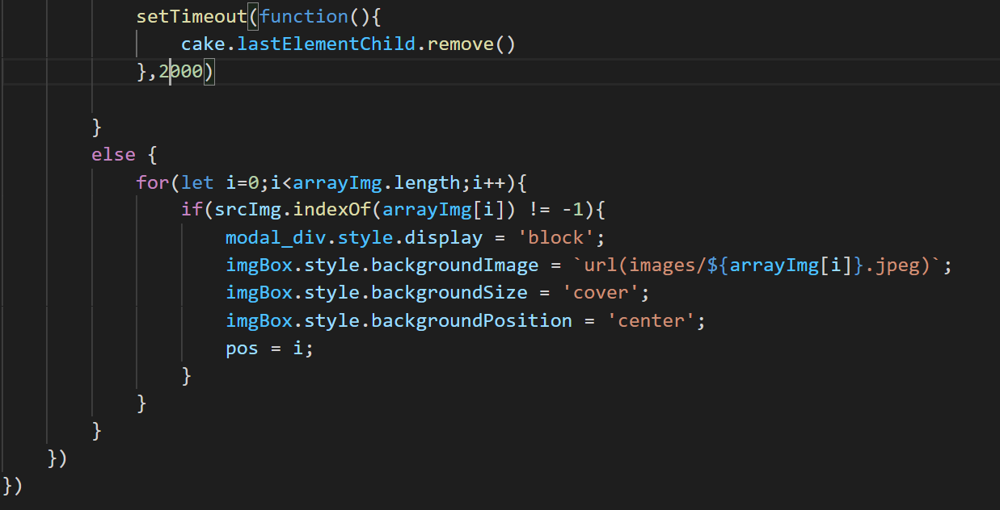 setTimeout(function(){
cake.lastElementChild.remove()
},2000)
}
else {
for(let i=0;i<arrayImg.length;i++){
if(srcImg.indexOf(arrayImg[i]) != -1){
modal_div.style.display = 'block';
imgBox.style.backgroundImage = `url(images/${arrayImg[i]}.jpeg)`;
imgBox.style.backgroundSize = 'cover';
imgBox.style.backgroundPosition = 'center';
pos = i;
}
}
}
})
})